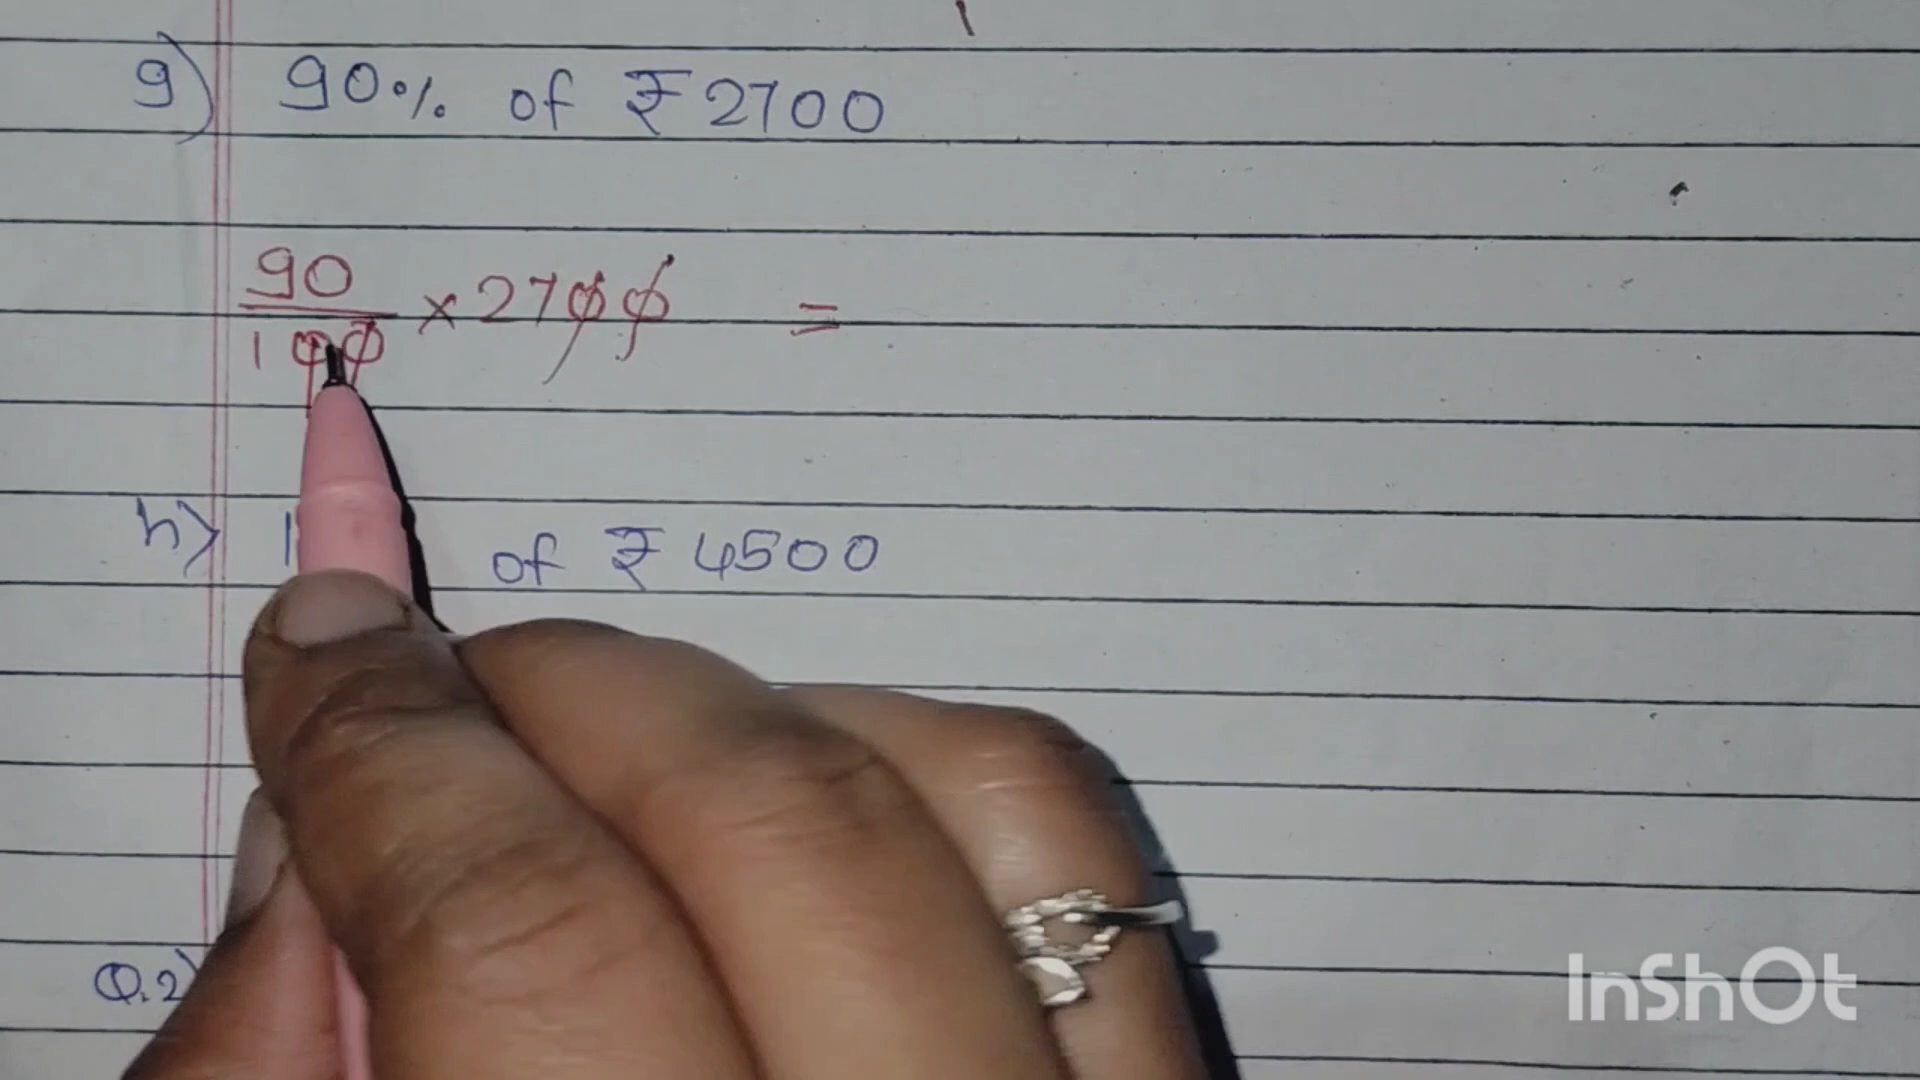 g) 90% of ₹ 2700
90
100 × 2700 =
h) of ₹ 4500
Q.2)
InShOt